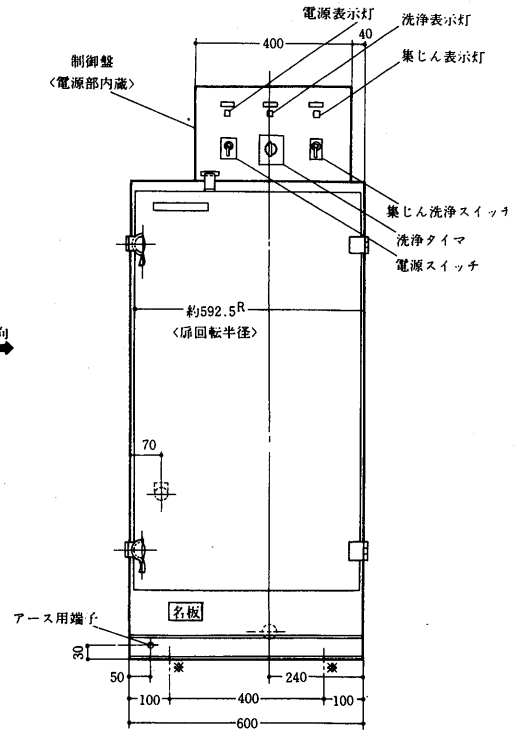 電源表示灯
洗浄表示灯
400
40
集じん表示灯
制御盤
〈電源部内蔵〉
集じん洗浄スイッチ
洗浄タイマ
電源スイッチ
約592.5R
〈扉回転半径〉
向
70
名板
アース用端子
30
50
※
※
240
100
400
100
600